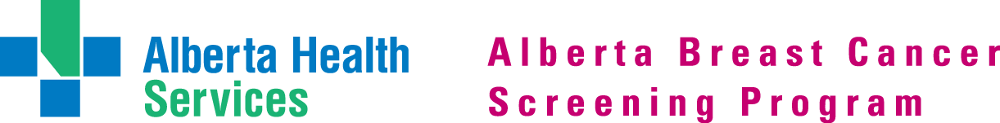 Alberta Health
Services
Alberta Breast Cancer
Screening Program